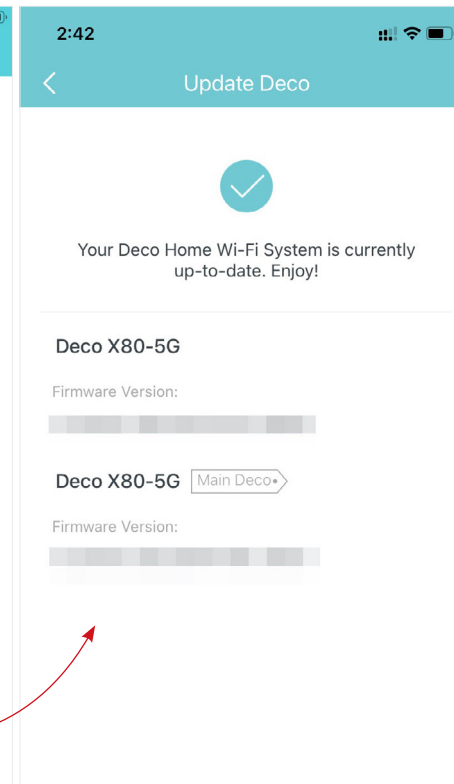 2:42
Update Deco
Your Deco Home Wi-Fi System is currently
up-to-date. Enjoy!
Deco X80-5G
Firmware Version:
Deco X80-5G Main Deco
Firmware Version: